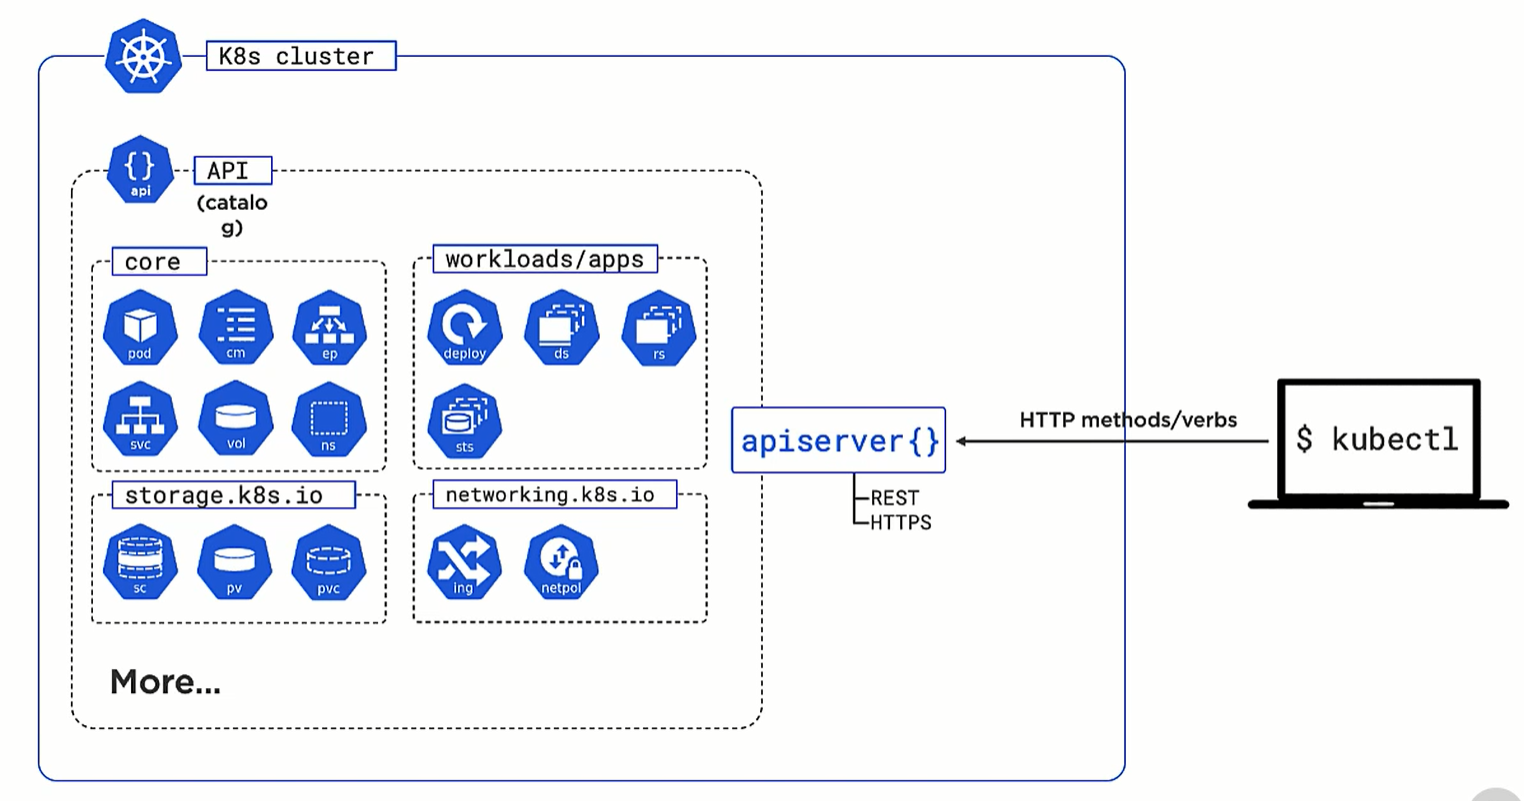 K8s cluster
{}
api
API
(catalo
g)
core
pod
cm
ep
svc
vol
ns
workloads/apps
deploy
ds
rs
sts
storage.k8s.io
sc
pv
pvc
networking.k8s.io
ing
netpol
More...
apiserver{}
REST
HTTPS
HTTP methods/verbs
$ kubectl